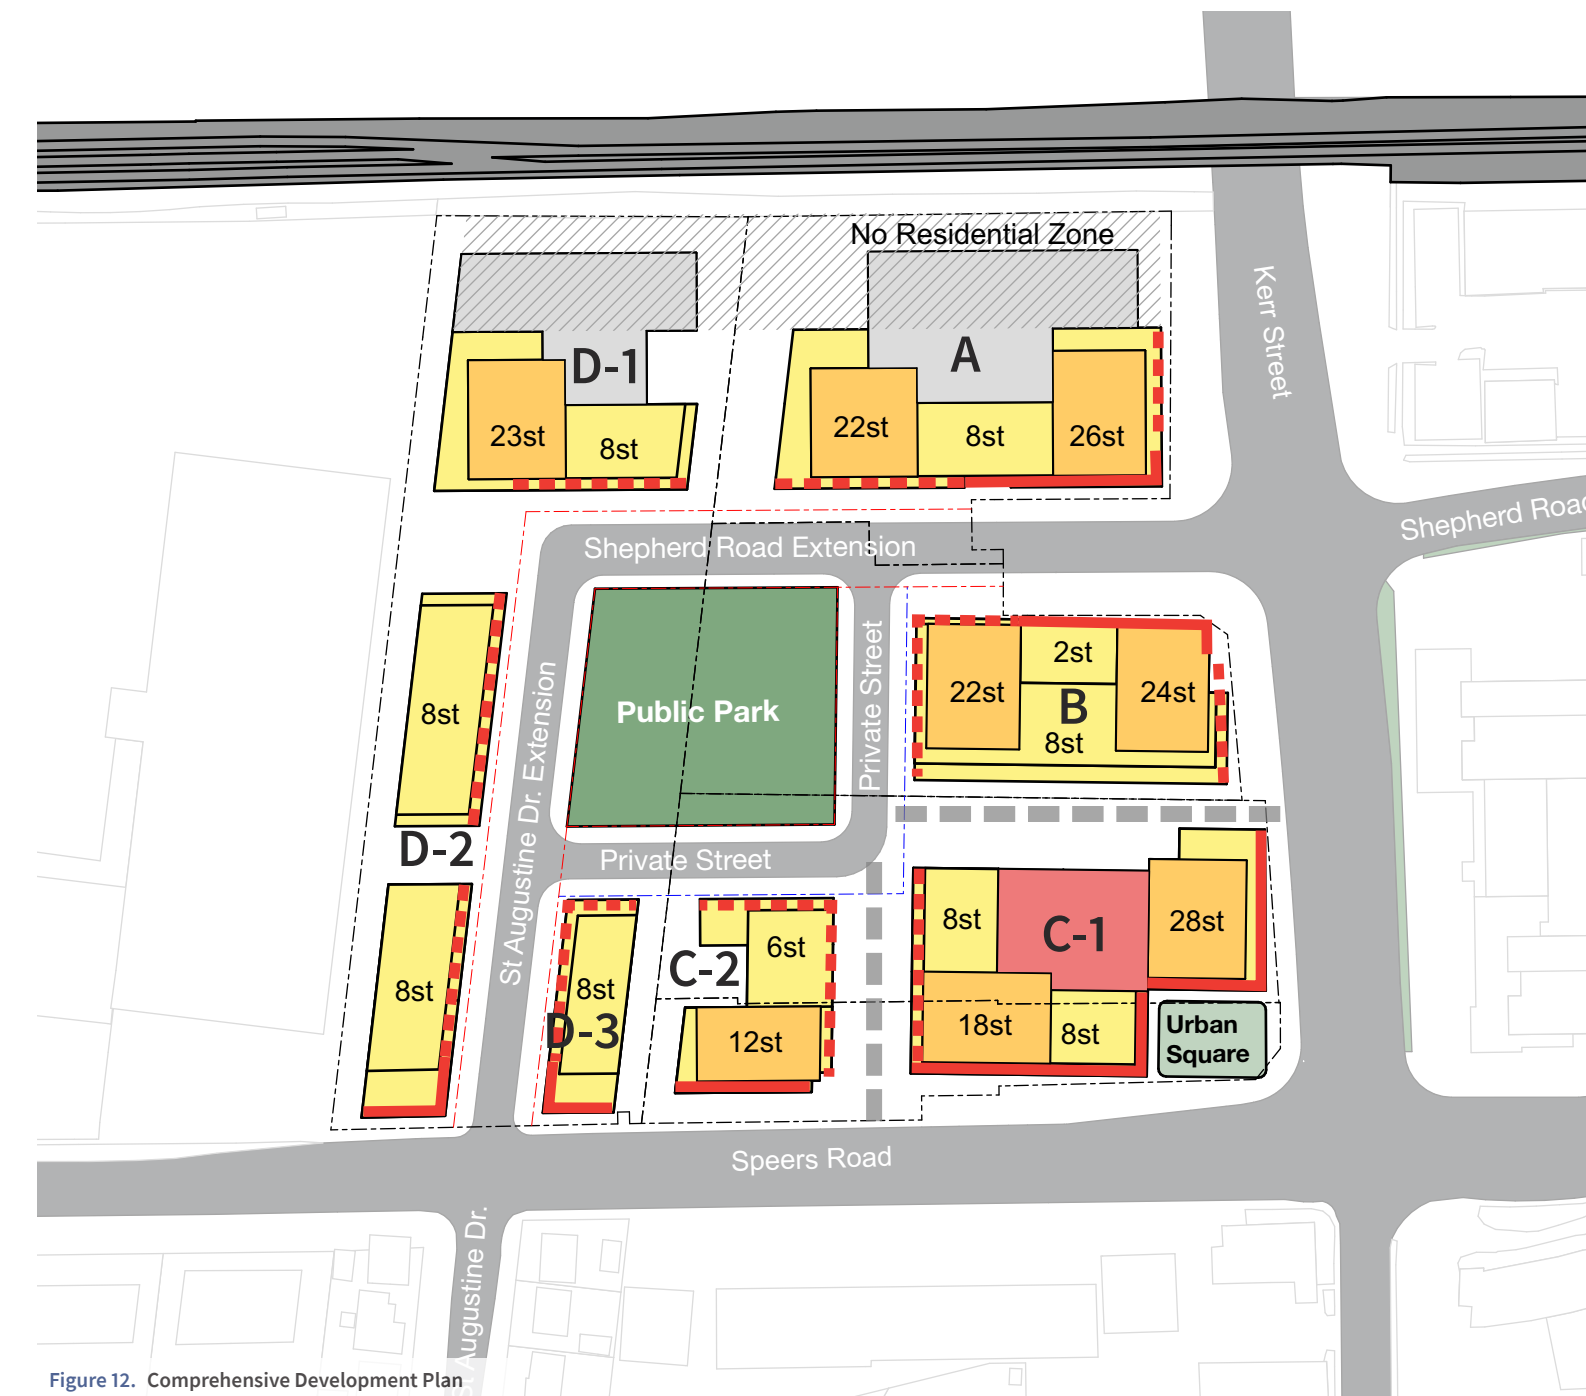 No Residential Zone
Kerr Street
D-1
A
23st
8st
22st
8st
26st
Shepherd Road
Shepherd Road Extension
8st
St Augustine Dr. Extension
Public Park
Private Street
2st
22st
24st
B
8st
D-2
Private Street
8st
8st
D-3
C-2
6st
12st
8st
C-1
28st
18st
8st
Urban
Square
Speers Road
St Augustine Dr.
Figure 12. Comprehensive Development Plan